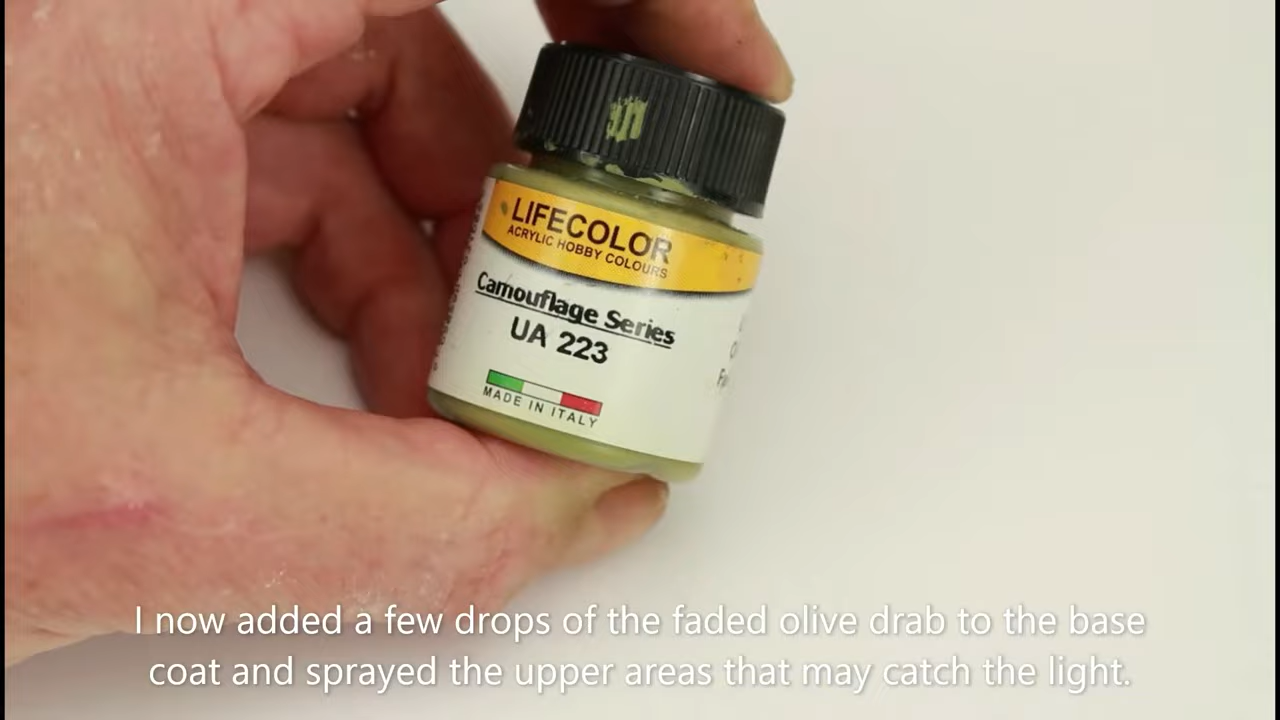 LIFECOLOR
ACRYLIC HOBBY COLOURS
Camouflage Series
UA 223
MADE IN ITALY
I now added a few drops of the faded olive drab to the base
coat and sprayed the upper areas that may catch the light.